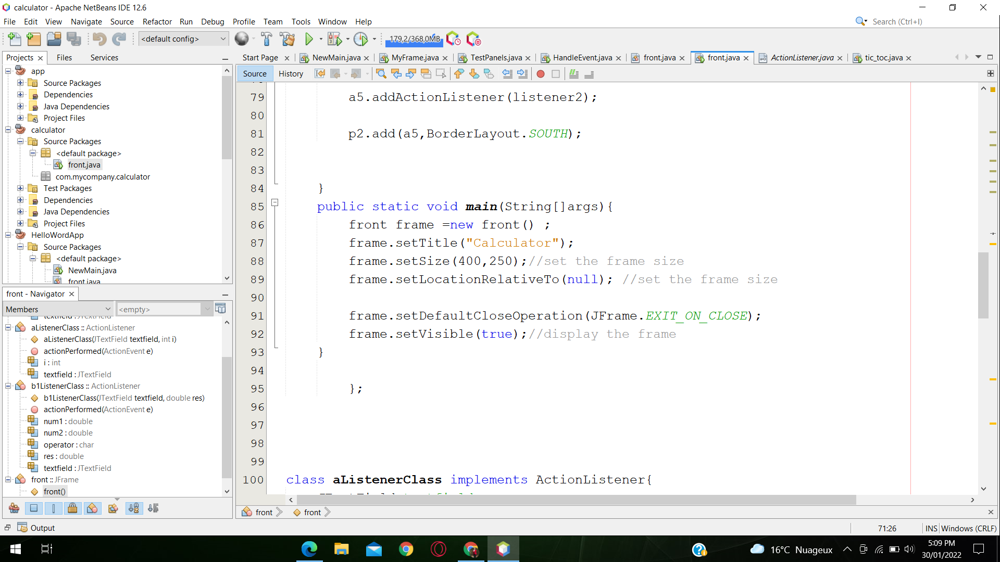 calculator - Apache NetBeans IDE 12.6
File Edit View Navigate Source Refactor Run Debug Profile Team Tools Window Help
Search (Ctrl+I)
<default config>
179,2/368,0MB
Projects Files Services
Start Page NewMain.java MyFrame.java TestPanels.java HandleEvent.java front.java front.java ActionListener.java tic_toc.java
Source History
app
Source Packages
Dependencies
Java Dependencies
Project Files
calculator
Source Packages
<default package>
front.java
com.mycompany.calculator
Test Packages
Dependencies
Java Dependencies
Project Files
HelloWordApp
Source Packages
<default package>
NewMain.java
front.java
front - Navigator
Members
<empty>
textfield : JTextField
aListenerClass :: ActionListener
aListenerClass(JTextField textfield, int i)
actionPerformed(ActionEvent e)
i : int
textfield : JTextField
b1ListenerClass :: ActionListener
b1ListenerClass(JTextField textfield, double res)
actionPerformed(ActionEvent e)
num1 : double
num2 : double
operator : char
res : double
textfield : JTextField
front :: JFrame
front()
79 a5.addActionListener(listener2);
80
81 p2.add(a5,BorderLayout.SOUTH);
82
83
84 }
85 public static void main(String[]args){
86 front frame =new front() ;
87 frame.setTitle("Calculator");
88 frame.setSize(400,250);//set the frame size
89 frame.setLocationRelativeTo(null); //set the frame size
90
91 frame.setDefaultCloseOperation(JFrame.EXIT_ON_CLOSE);
92 frame.setVisible(true);//display the frame
93 }
94
95 };
96
97
98
99
100 class aListenerClass implements ActionListener{
front front
Output
71:26 INS Windows (CRLF)
16°C Nuageux
5:09 PM
30/01/2022